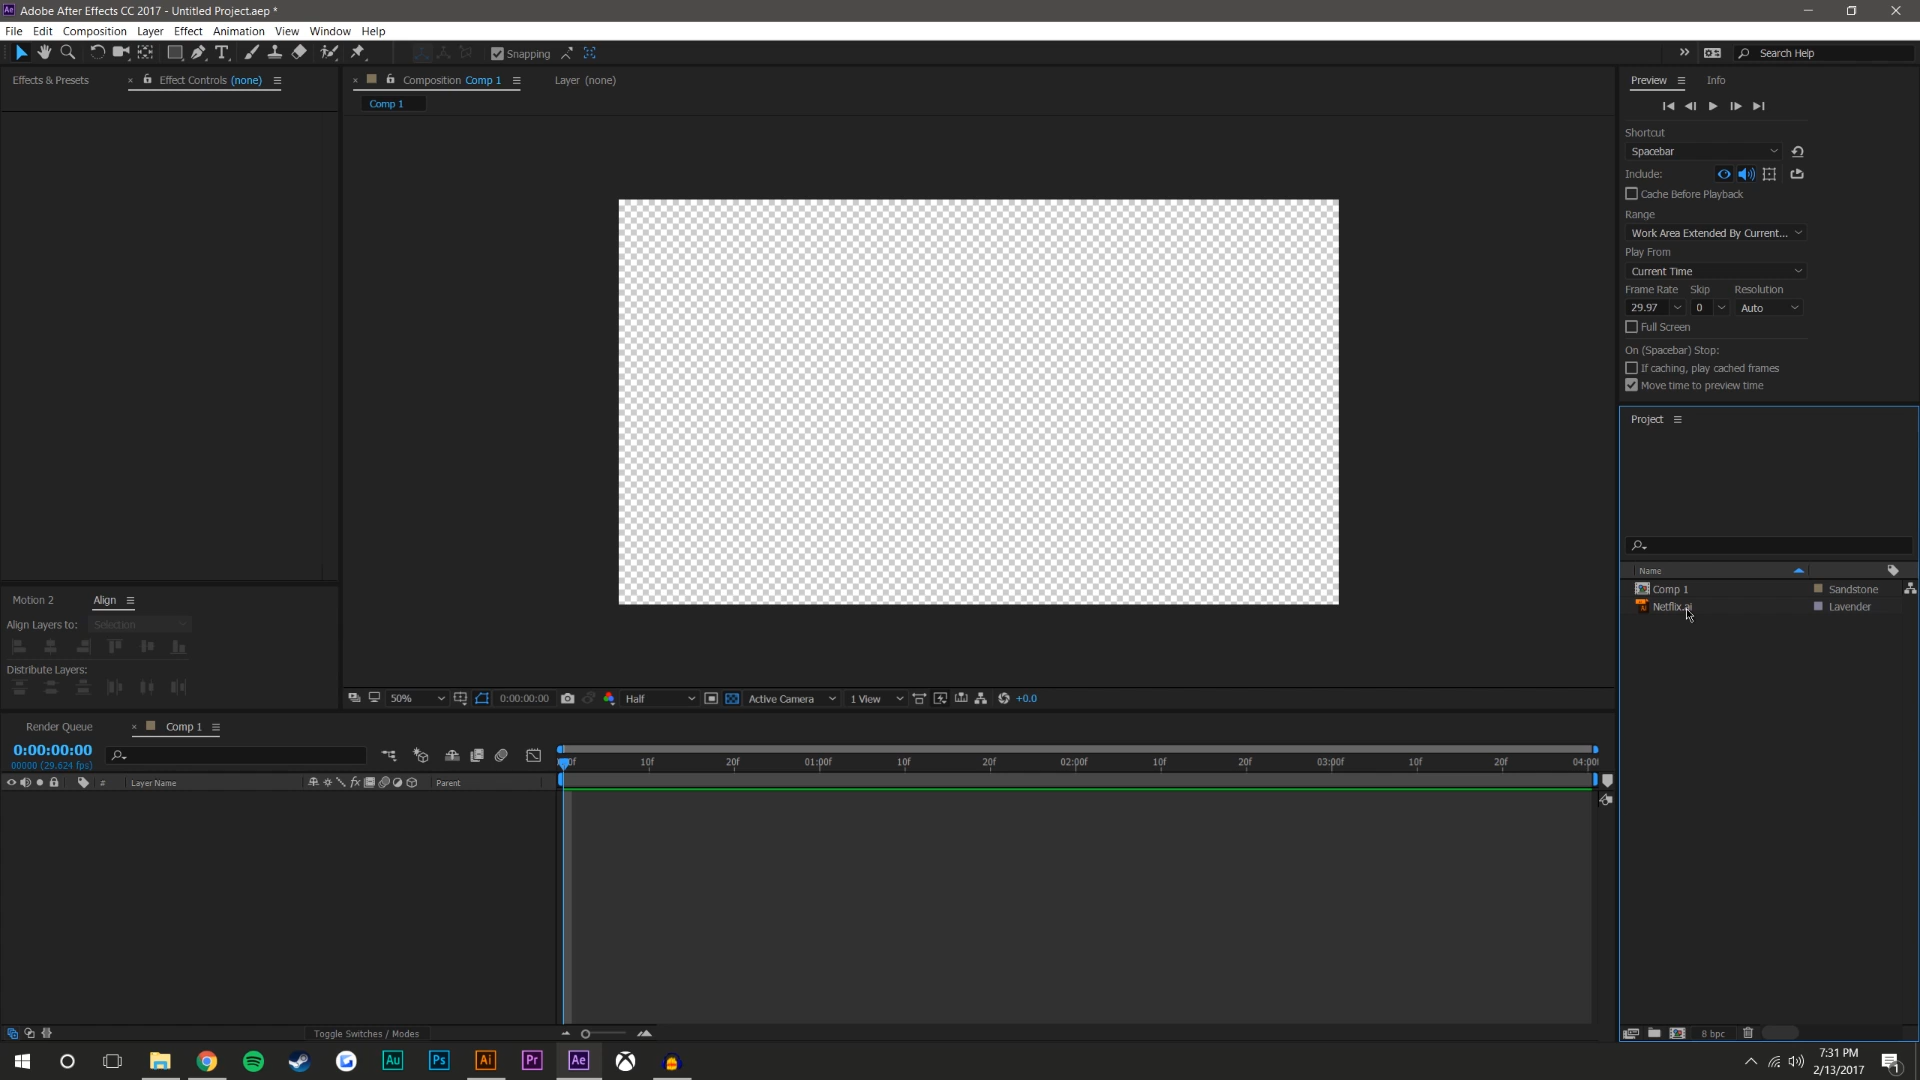 Adobe After Effects CC 2017 - Untitled Project.aep *
File Edit Composition Layer Effect Animation View Window Help
Snapping
Search Help
Effects & Presets
Effect Controls (none)
Composition Comp 1
Layer (none)
Comp 1
Preview
Info
Shortcut
Spacebar
Include:
Cache Before Playback
Range
Work Area Extended By Current...
Play From
Current Time
Frame Rate Skip Resolution
29.97 0 Auto
Full Screen
On (Spacebar) Stop:
If caching, play cached frames
Move time to preview time
Project
Name
Comp 1 Sandstone
Netflix.ai Lavender
Motion 2
Align
Align Layers to: Selection
Distribute Layers:
50%
0:00:00:00
Half
Active Camera
1 View
+0.0
Render Queue
Comp 1
0:00:00:00
00000 (29.624 fps)
# Layer Name
Parent
10f 20f 01:00f 10f 20f 02:00f 10f 20f 03:00f 10f 20f 04:00f
Toggle Switches / Modes
8 bpc
Au
Ps
Ai
Pr
Ae
7:31 PM
2/13/2017
1